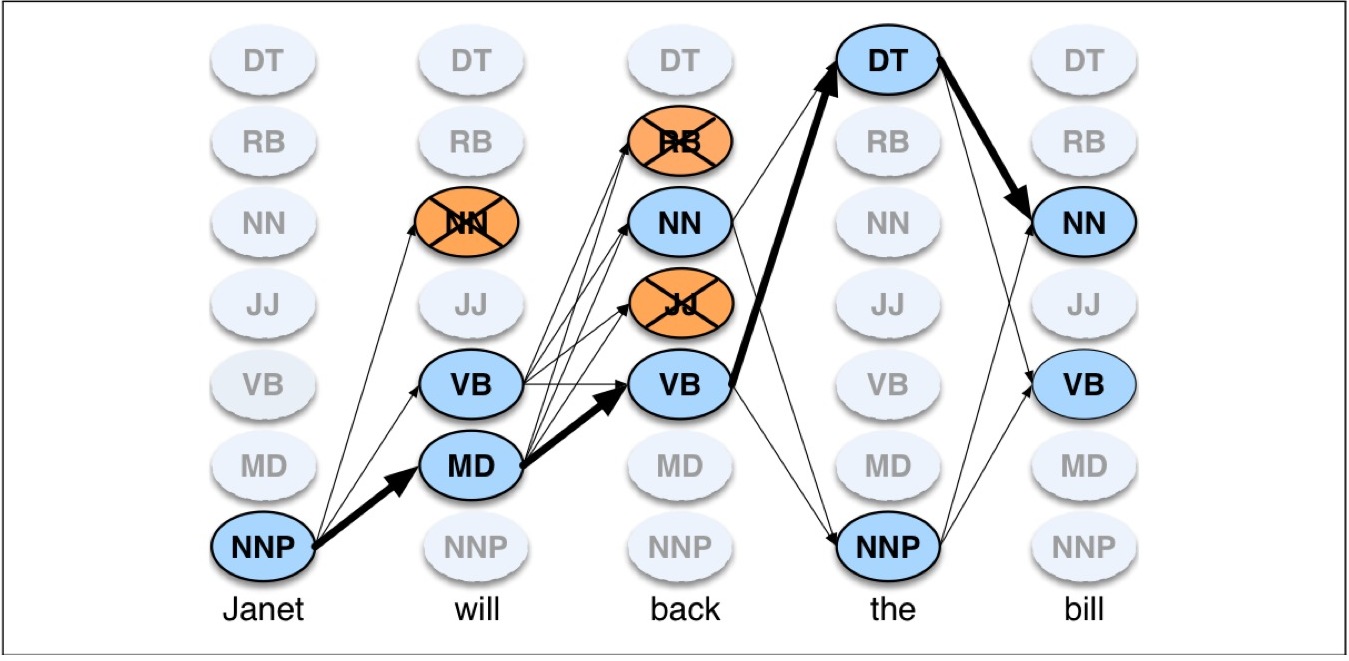 DT DT DT DT DT
RB RB RB RB RB
NN NN NN NN NN
JJ JJ JJ JJ JJ
VB VB VB VB VB
MD MD MD MD MD
NNP NNP NNP NNP NNP
Janet will back the bill